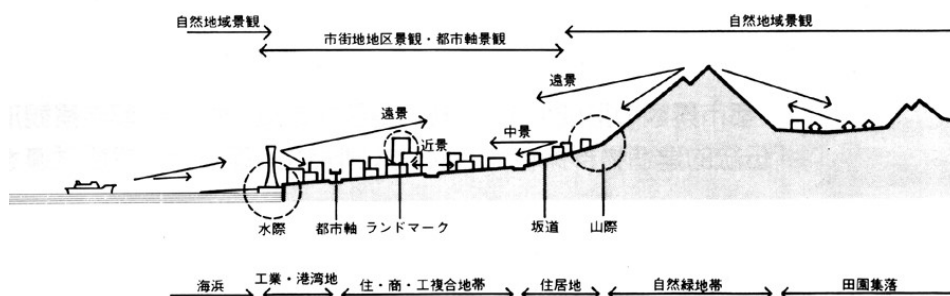 自然地域景観
自然地域景観
市街地地区景観・都市軸景観
遠景
遠景
中景
近景
水際
都市軸
ランドマーク
坂道
山際
海浜
工業・港湾地
住・商・工複合地帯
住居地
自然緑地帯
田園集落